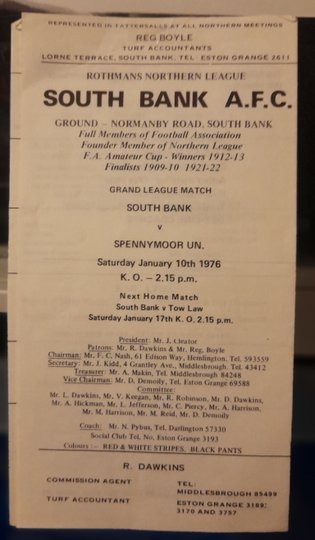 REPRESENTED IN TATTERSALLS AT ALL NORTHERN MEETINGS
REG BOYLE
TURF ACCOUNTANTS
LORNE TERRACE, SOUTH BANK, TEL ESTON GRANGE 2611
ROTHMANS NORTHERN LEAGUE
SOUTH BANK A.F.C.
GROUND – NORMANBY ROAD, SOUTH BANK
Full Members of Football Association
Founder Member of Northern League
F.A. Amateur Cup - Winners 1912-13
Finalists 1909-10 1921-22
GRAND LEAGUE MATCH
SOUTH BANK
v
SPENNYMOOR UN.
Saturday January 10th 1976
K. O. – 2.15 p.m.
Next Home Match
South Bank v Tow Law
Saturday January 17th K.O. 2.15 p.m.
President: Mr. J. Cleator
Patrons: Mr. R. Dawkins & Mr. Reg. Boyle
Chairman: Mr. F. C. Nash, 61 Edison Way, Hemlington. Tel. 593559
Secretary: Mr. J. Kidd, 4 Grantley Ave., Middlesbrough. Tel. 43412
Treasurer: Mr. A. Makin, Tel. Middlesbrough 84248
Vice Chairman: Mr. D. Demoily, Tel. Eston Grange 69588
Committee:
Mr. L. Dawkins, Mr. V. Keegan, Mr. R. Robinson, Mr. D. Dawkins,
Mr. A. Hickman, Mr. L. Jefferson, Mr. C. Piercy, Mr. A. Harrison,
Mr. M. Harrison, Mr. M. Reid, Mr. D. Demoily
Coach: Mr. N. Pybus, Tel. Darlington 57330
Social Club Tel. No. Eston Grange 3193
Colours :- RED & WHITE STRIPES, BLACK PANTS
R. DAWKINS
COMMISSION AGENT
TEL:
MIDDLESBROUGH 85499
TURF ACCOUNTANT
ESTON GRANGE 3189;
3170 and 3757